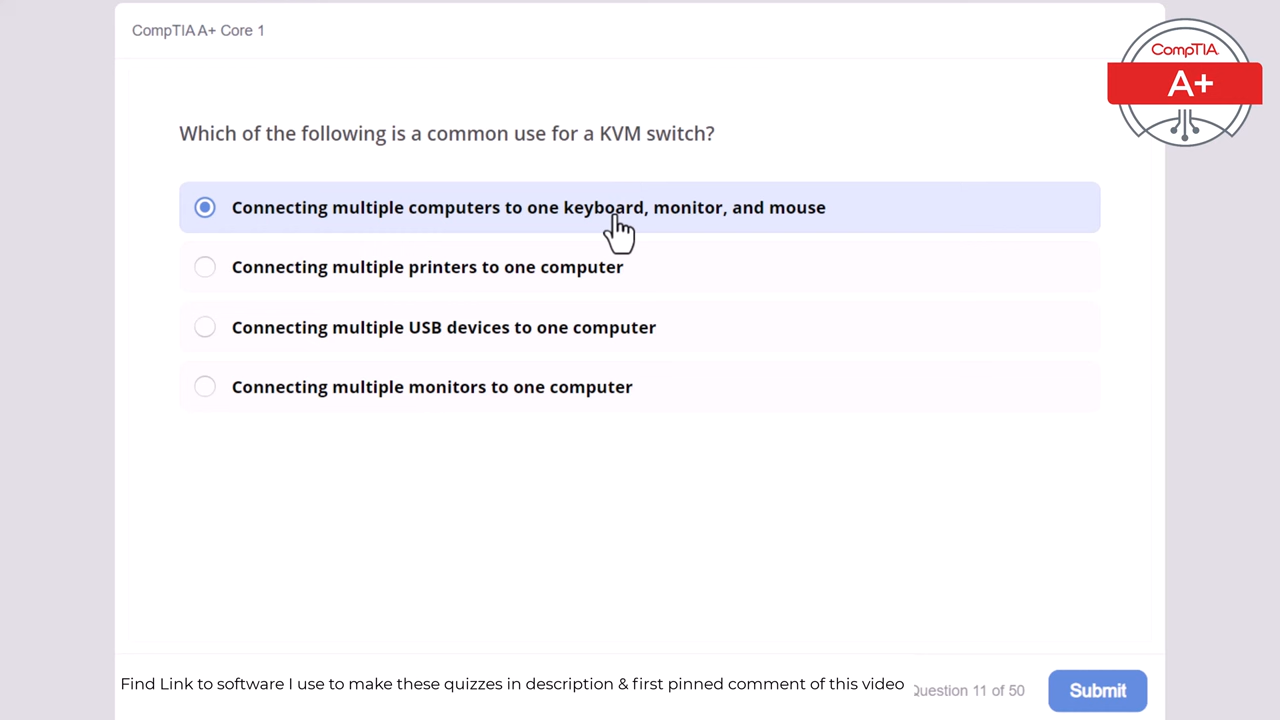 CompTIA A+ Core 1
CompTIA.
A+
Which of the following is a common use for a KVM switch?
Connecting multiple computers to one keyboard, monitor, and mouse
Connecting multiple printers to one computer
Connecting multiple USB devices to one computer
Connecting multiple monitors to one computer
Find Link to software I use to make these quizzes in description & first pinned comment of this video
Question 11 of 50
Submit